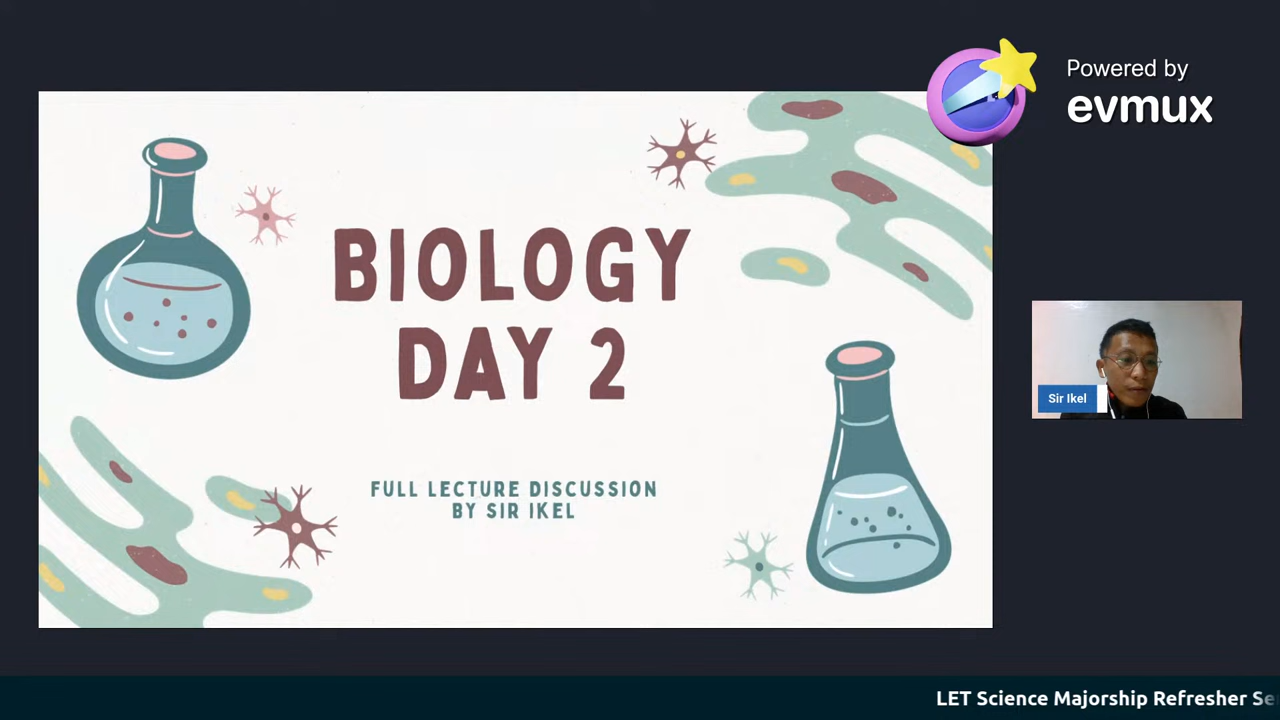 Powered by
evmux
BIOLOGY
DAY 2
FULL LECTURE DISCUSSION
BY SIR IKEL
Sir Ikel
LET Science Majorship Refresher